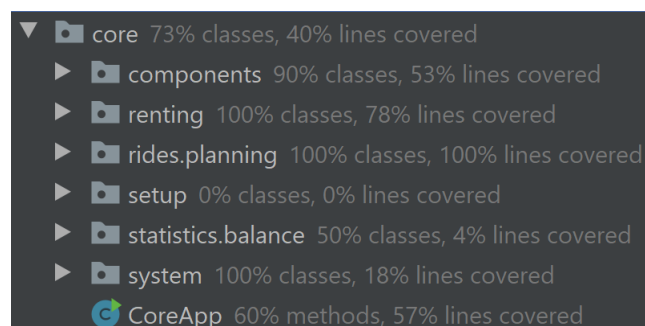 core 73% classes, 40% lines covered
components 90% classes, 53% lines covered
renting 100% classes, 78% lines covered
rides.planning 100% classes, 100% lines covered
setup 0% classes, 0% lines covered
statistics.balance 50% classes, 4% lines covered
system 100% classes, 18% lines covered
C CoreApp 60% methods, 57% lines covered